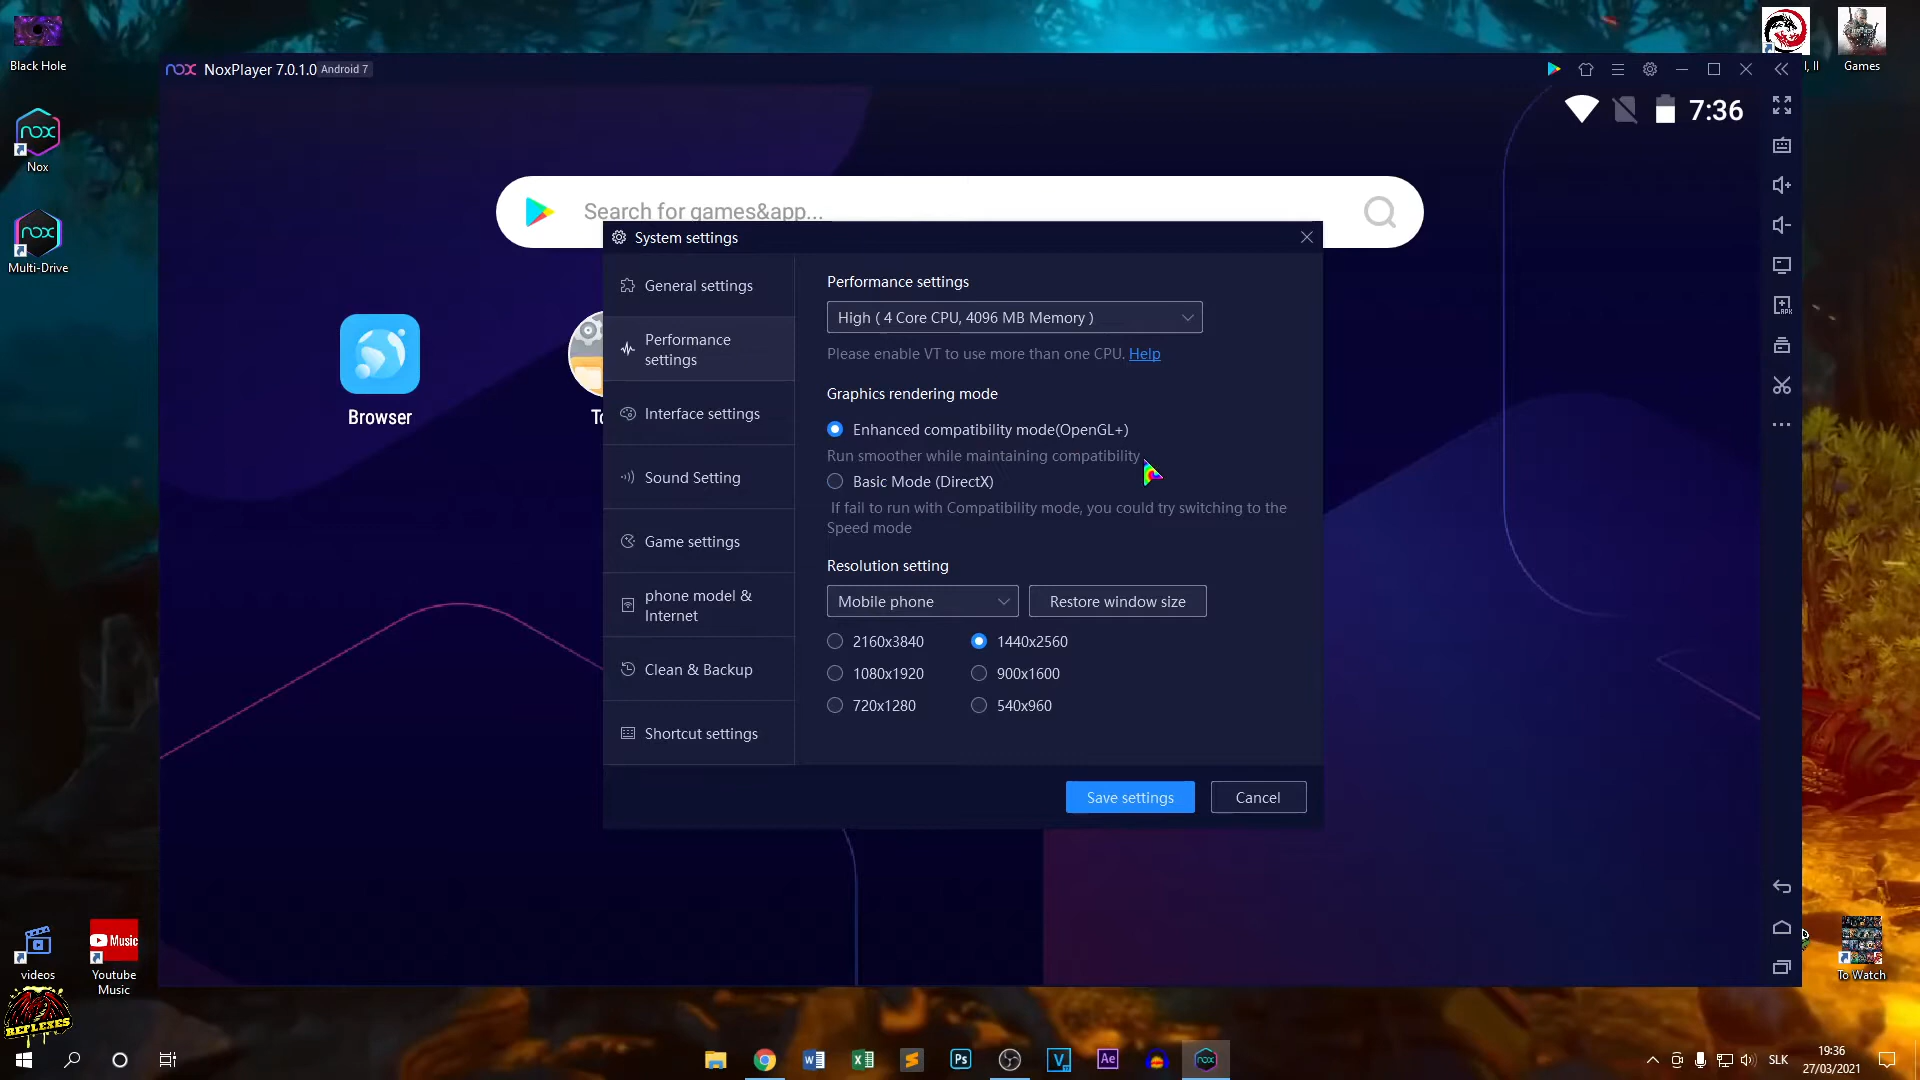 Black Hole
Nox
Multi-Drive
videos
Youtube
Music
Music
REFLEXES
nox NoxPlayer 7.0.1.0 Android 7
7:36
Search for games&app...
Browser
To
System settings
General settings
Performance
settings
Interface settings
Sound Setting
Game settings
phone model &
Internet
Clean & Backup
Shortcut settings
Performance settings
High ( 4 Core CPU, 4096 MB Memory )
Please enable VT to use more than one CPU. Help
Graphics rendering mode
Enhanced compatibility mode(OpenGL+)
Run smoother while maintaining compatibility
Basic Mode (DirectX)
If fail to run with Compatibility mode, you could try switching to the
Speed mode
Resolution setting
Mobile phone
Restore window size
2160x3840
1440x2560
1080x1920
900x1600
720x1280
540x960
Save settings
Cancel
I, II
Games
To Watch
SLK
19:36
27/03/2021